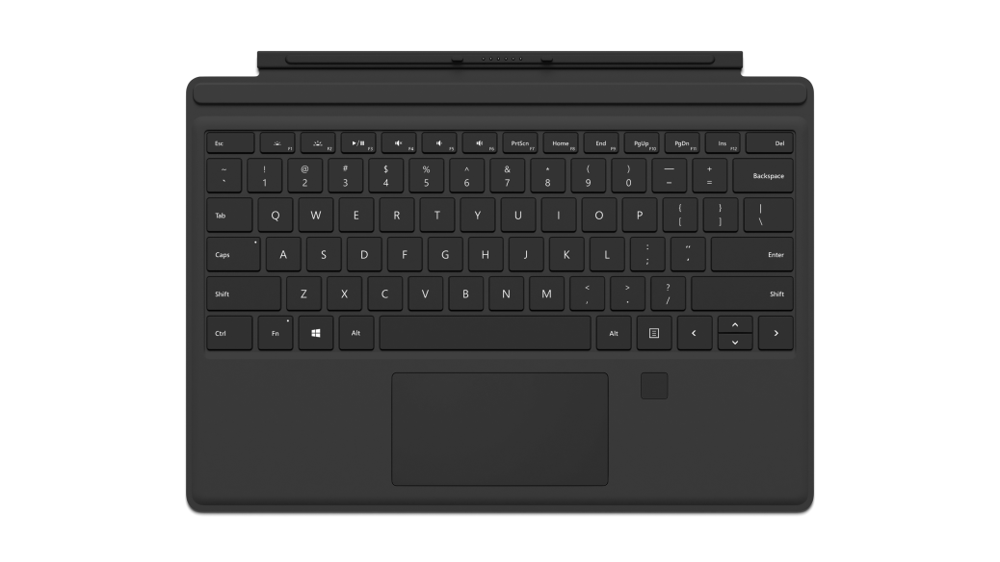 Esc F1 F2 F3 F4 F5 F6 PrtScn F7 Home F8 End F9 PgUp F10 PgDn F11 Ins F12 Del
~ ! @ # $ % ^ & * ( ) — +
` 1 2 3 4 5 6 7 8 9 0 – = Backspace
Tab Q W E R T Y U I O P { [ } ] | \
Caps A S D F G H J K L : ; “ ‘ Enter
Shift Z X C V B N M < , > . ? / Shift
Ctrl Fn Alt Alt